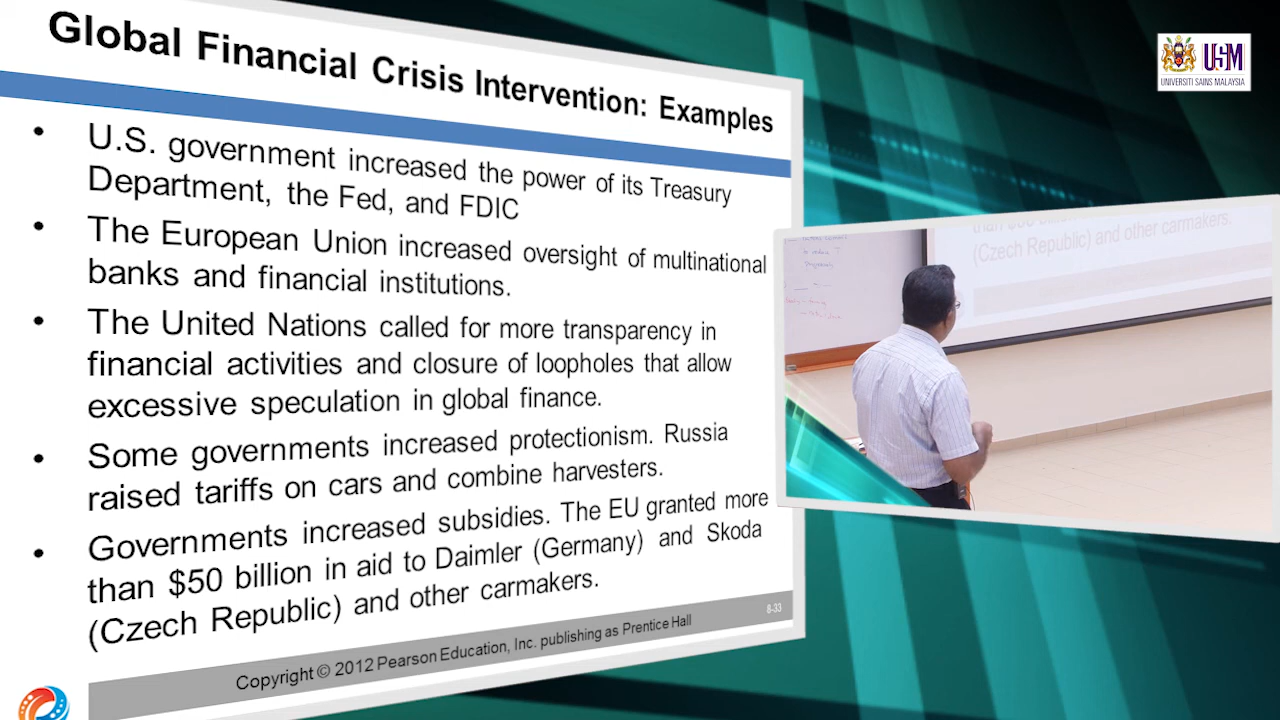 Global Financial Crisis Intervention: Examples
• U.S. government increased the power of its Treasury
Department, the Fed, and FDIC
• The European Union increased oversight of multinational
banks and financial institutions.
• The United Nations called for more transparency in
financial activities and closure of loopholes that allow
excessive speculation in global finance.
• Some governments increased protectionism. Russia
raised tariffs on cars and combine harvesters.
• Governments increased subsidies. The EU granted more
than $50 billion in aid to Daimler (Germany) and Skoda
(Czech Republic) and other carmakers.
8-33
Copyright © 2012 Pearson Education, Inc. publishing as Prentice Hall
USM
UNIVERSITI SAINS MALAYSIA
(Czech Republic) and other carmakers.